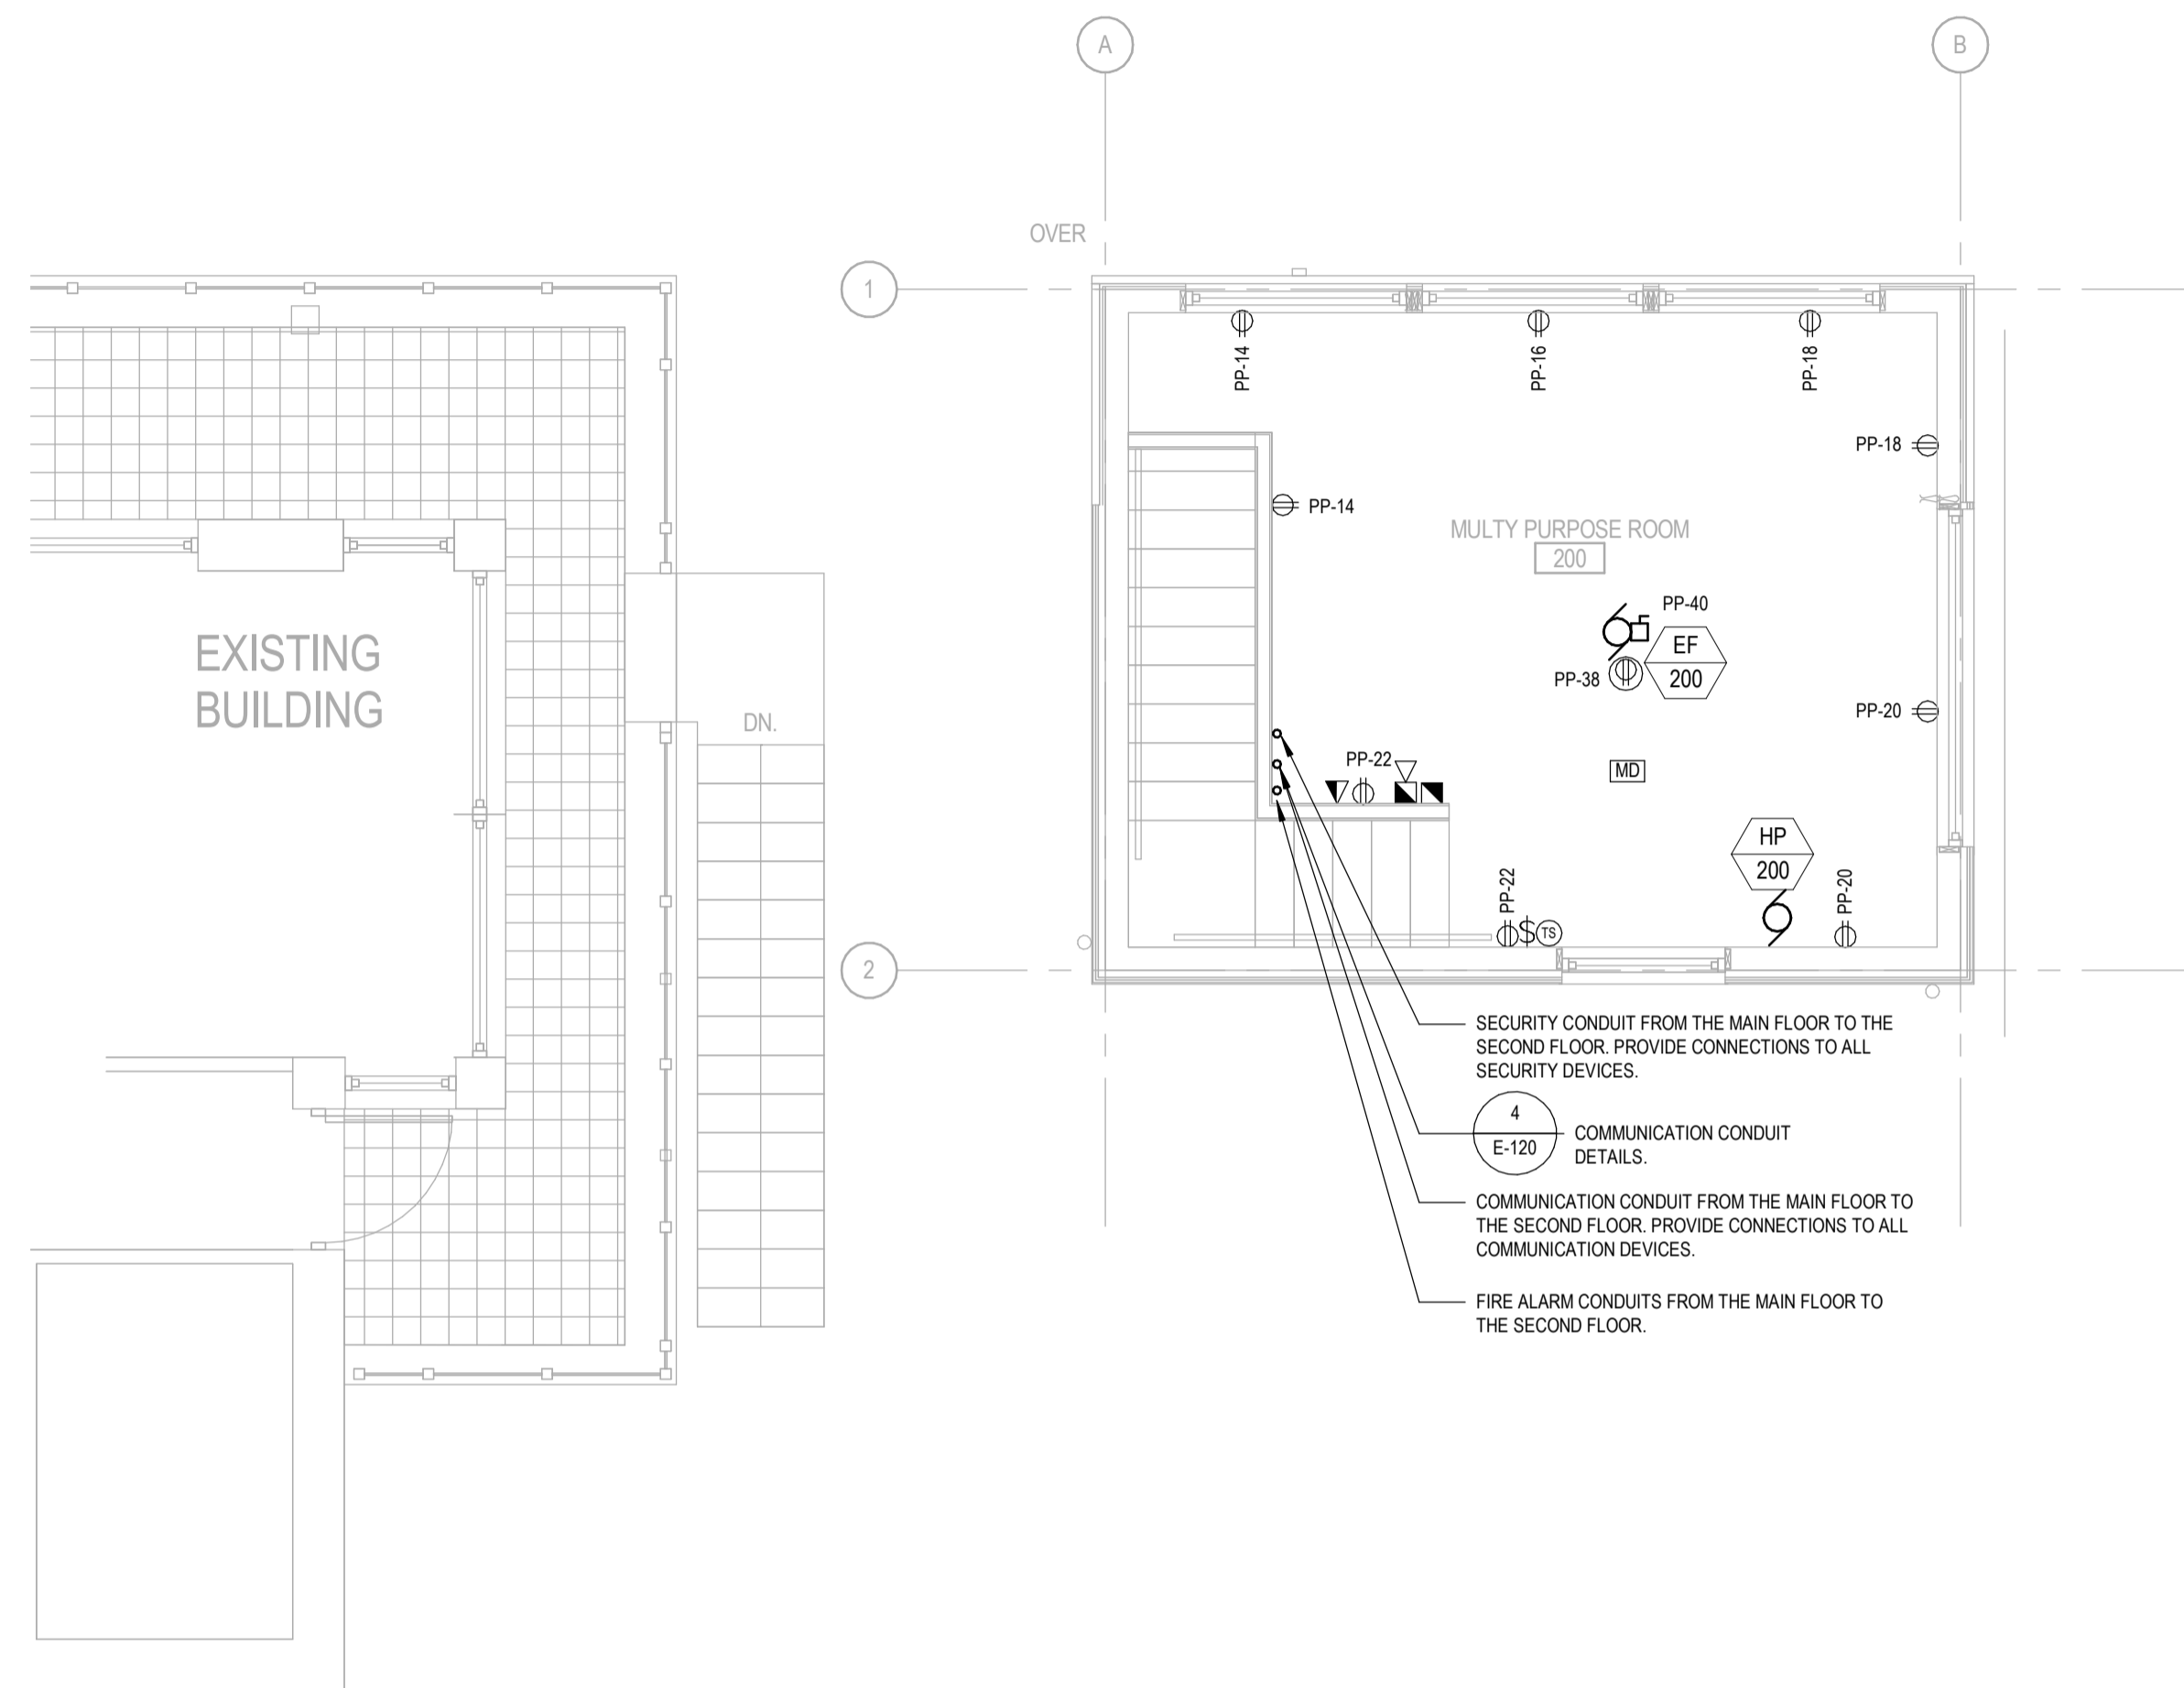 A
B
OVER
1
PP-14
PP-16
PP-18
PP-18
PP-14
MULTY PURPOSE ROOM
200
EXISTING
BUILDING
PP-40
EF
200
PP-38
DN.
PP-20
PP-22
MD
HP
200
PP-22
$
TS
PP-20
2
SECURITY CONDUIT FROM THE MAIN FLOOR TO THE
SECOND FLOOR. PROVIDE CONNECTIONS TO ALL
SECURITY DEVICES.
4
E-120
COMMUNICATION CONDUIT
DETAILS.
COMMUNICATION CONDUIT FROM THE MAIN FLOOR TO
THE SECOND FLOOR. PROVIDE CONNECTIONS TO ALL
COMMUNICATION DEVICES.
FIRE ALARM CONDUITS FROM THE MAIN FLOOR TO
THE SECOND FLOOR.